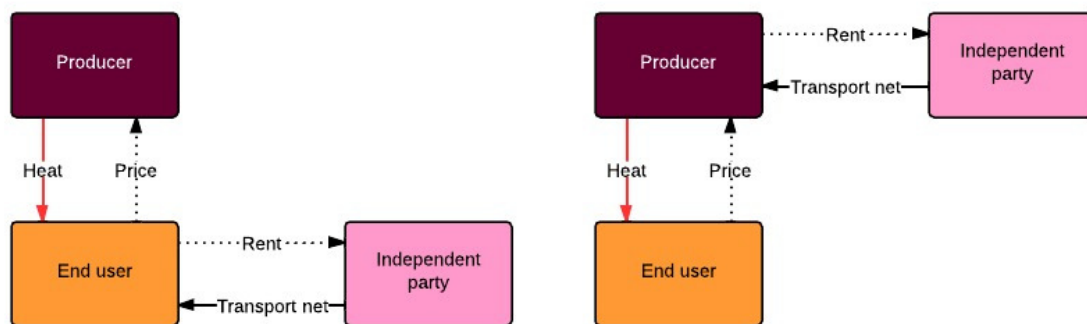 Producer
Heat
Price
End user
Rent
Transport net
Independent
party
Producer
Rent
Transport net
Independent
party
Heat
Price
End user